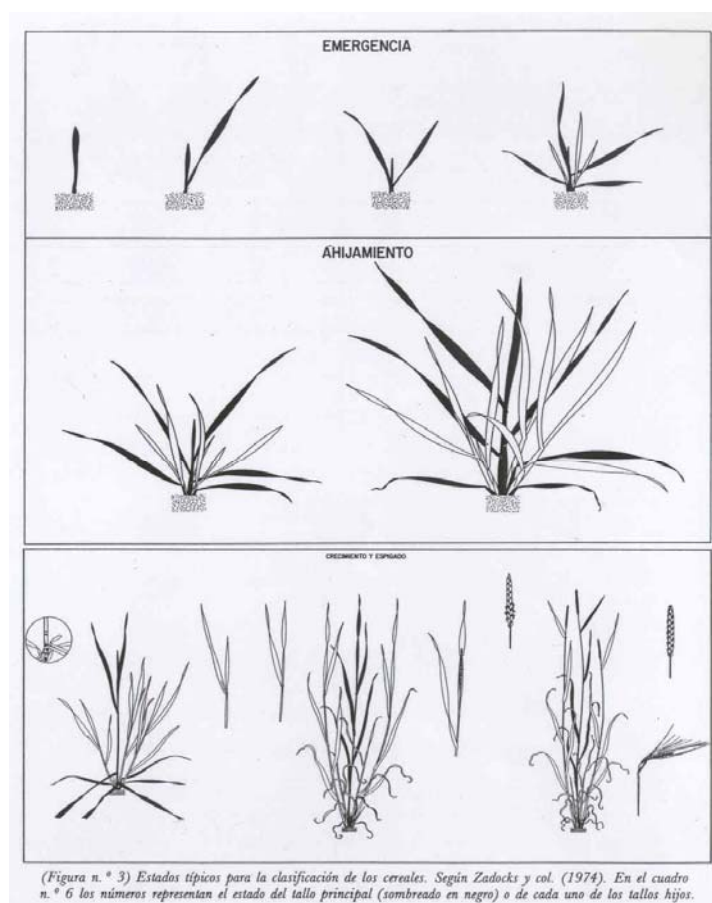 EMERGENCIA
AHIJAMIENTO
CRECIMIENTO Y ESPIGADO
(Figura n.º 3) Estados típicos para la clasificación de los cereales. Según Zadocks y col. (1974). En el cuadro
n.º 6 los números representan el estado del tallo principal (sombreado en negro) o de cada uno de los tallos hijos.